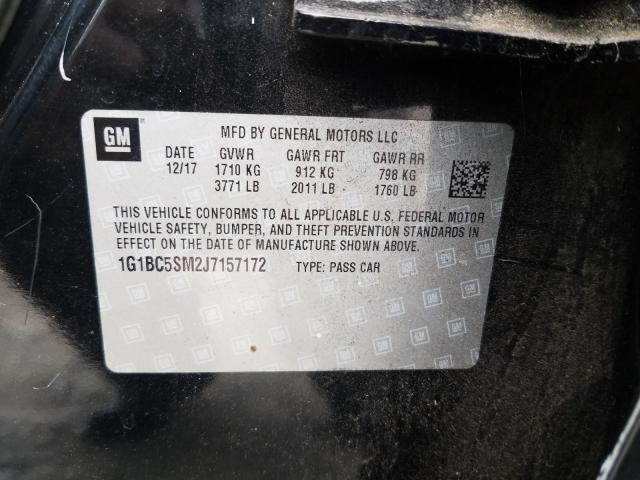 GM
MFD BY GENERAL MOTORS LLC
DATE GVWR GAWR FRT GAWR RR
12/17 1710 KG 912 KG 798 KG
3771 LB 2011 LB 1760 LB
THIS VEHICLE CONFORMS TO ALL APPLICABLE U.S. FEDERAL MOTOR
VEHICLE SAFETY, BUMPER, AND THEFT PREVENTION STANDARDS IN
EFFECT ON THE DATE OF MANUFACTURE SHOWN ABOVE.
1G1BC5SM2J7157172 TYPE: PASS CAR